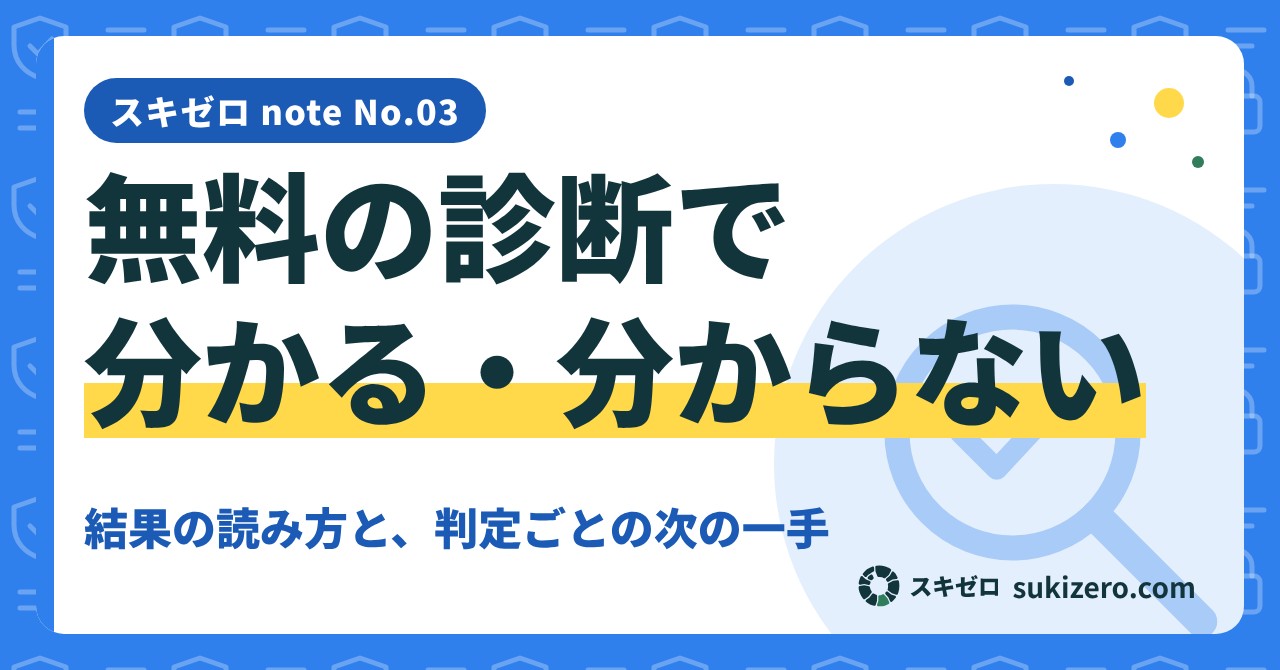 スキゼロ note No.03
無料の診断で
分かる・分からない
結果の読み方と、判定ごとの次の一手
スキゼロ sukizero.com